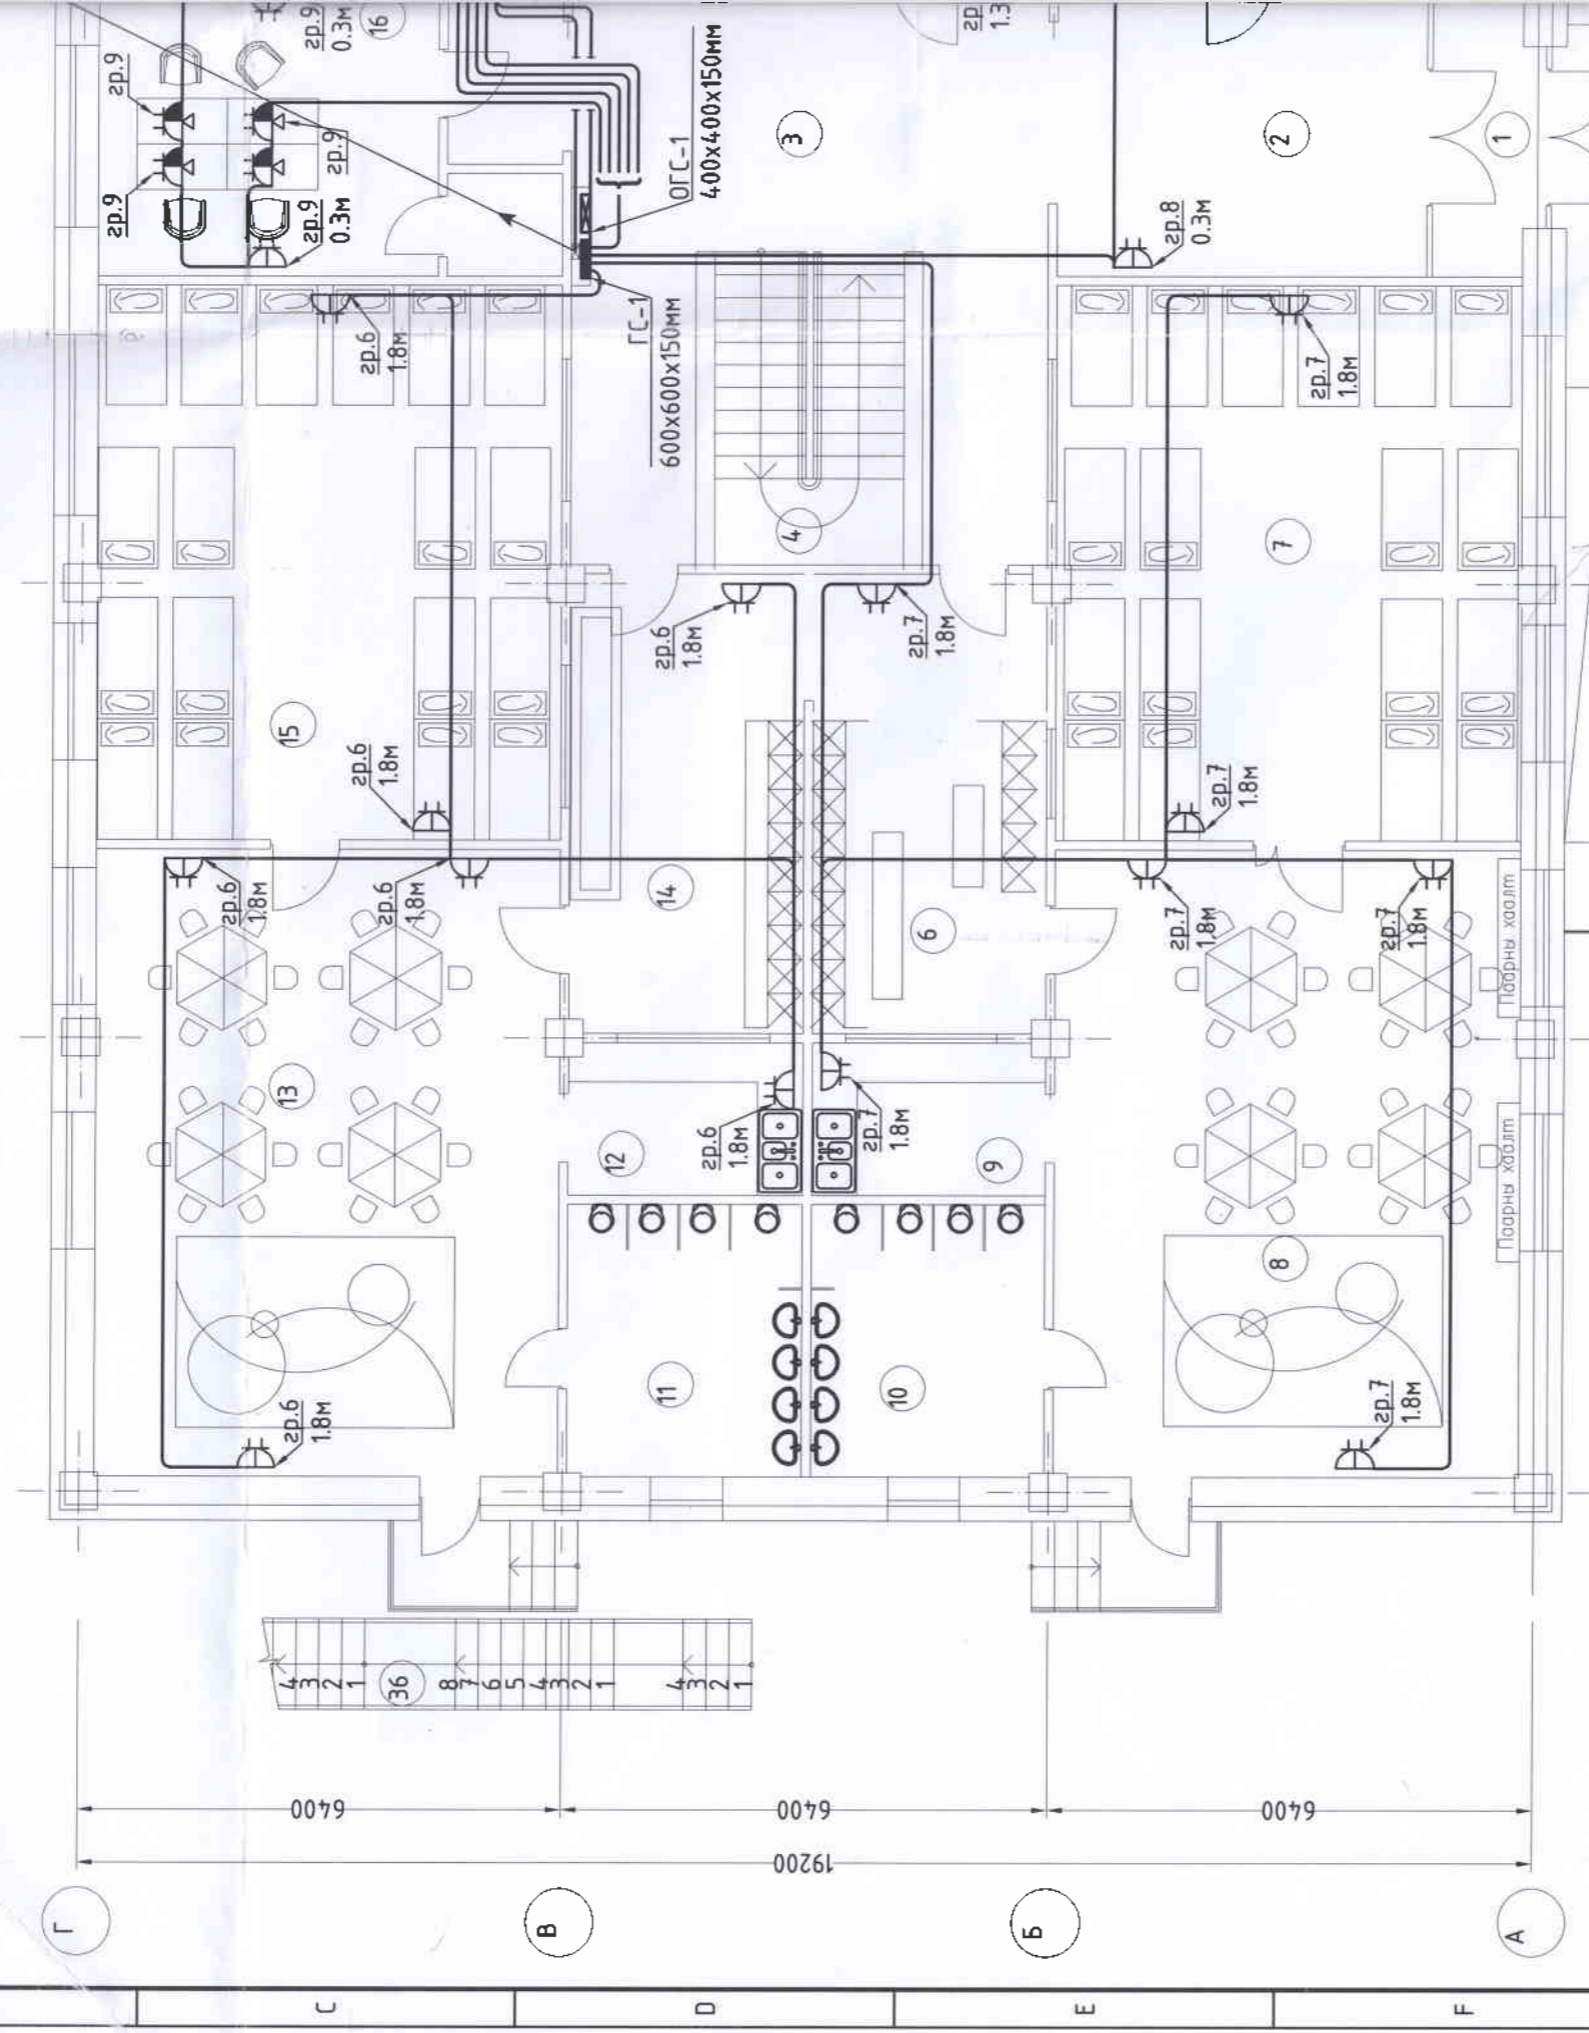 гр.9
гр.9
0.3м
16
гр.9
гр.9
гр.9
0.3м
ОГС-1
400x400x150мм
ГС-1
600x600x150мм
3
гр
1.3
2
1
гр.8
0.3м
гр.6
1.8м
гр.7
1.8м
4
7
15
гр.6
1.8м
гр.7
1.8м
гр.6
1.8м
гр.7
1.8м
гр.6
1.8м
гр.6
1.8м
14
6
гр.7
1.8м
гр.7
1.8м
Паарны хаалт
13
12
гр.6
1.8м
гр.7
1.8м
9
Паарны хаалт
8
11
10
гр.6
1.8м
гр.7
1.8м
4
3
2
1
36
8
7
6
5
4
3
2
1
4
3
2
1
6400
6400
6400
19200
Г
В
Б
А
C
D
E
F